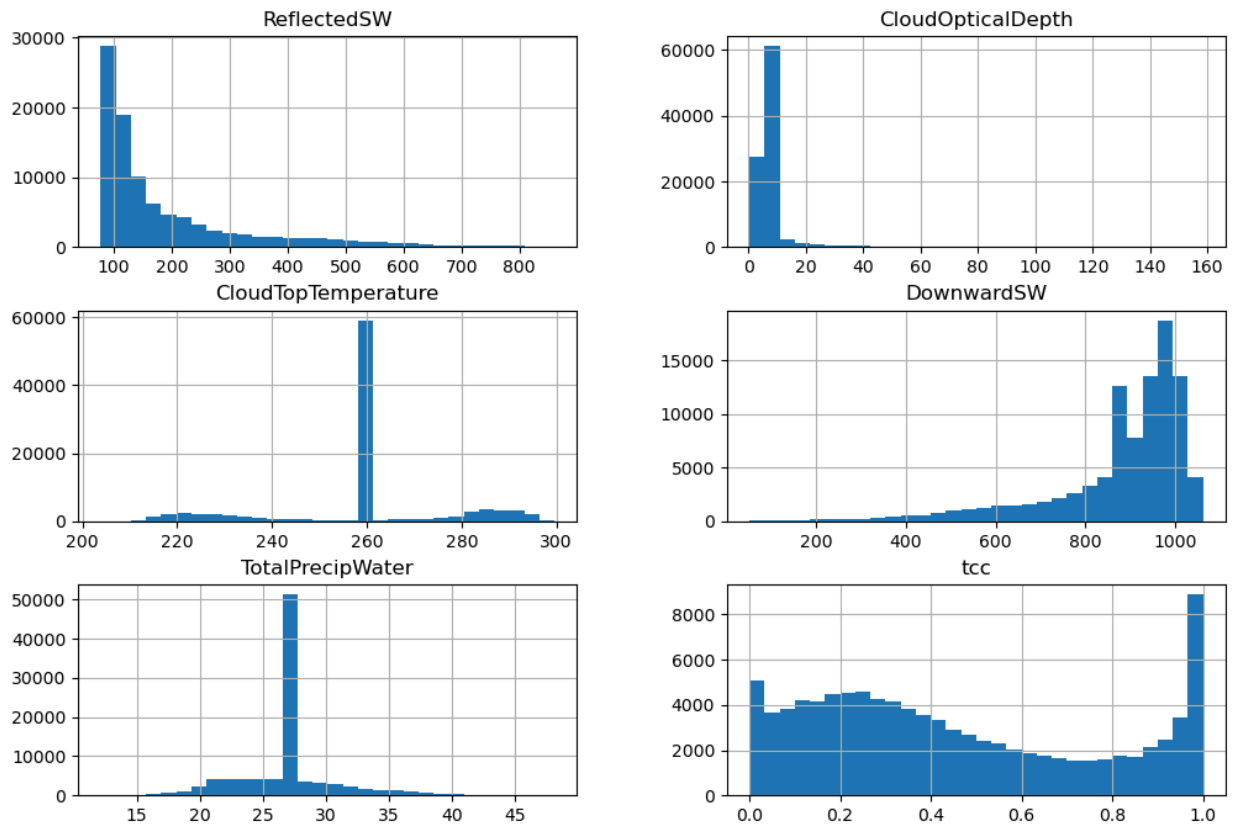 ReflectedSW
30000
20000
10000
0
100 200 300 400 500 600 700 800
CloudOpticalDepth
60000
40000
20000
0
0 20 40 60 80 100 120 140 160
CloudTopTemperature
60000
40000
20000
0
200 220 240 260 280 300
DownwardSW
15000
10000
5000
0
200 400 600 800 1000
TotalPrecipWater
50000
40000
30000
20000
10000
0
15 20 25 30 35 40 45
tcc
8000
6000
4000
2000
0
0.0 0.2 0.4 0.6 0.8 1.0